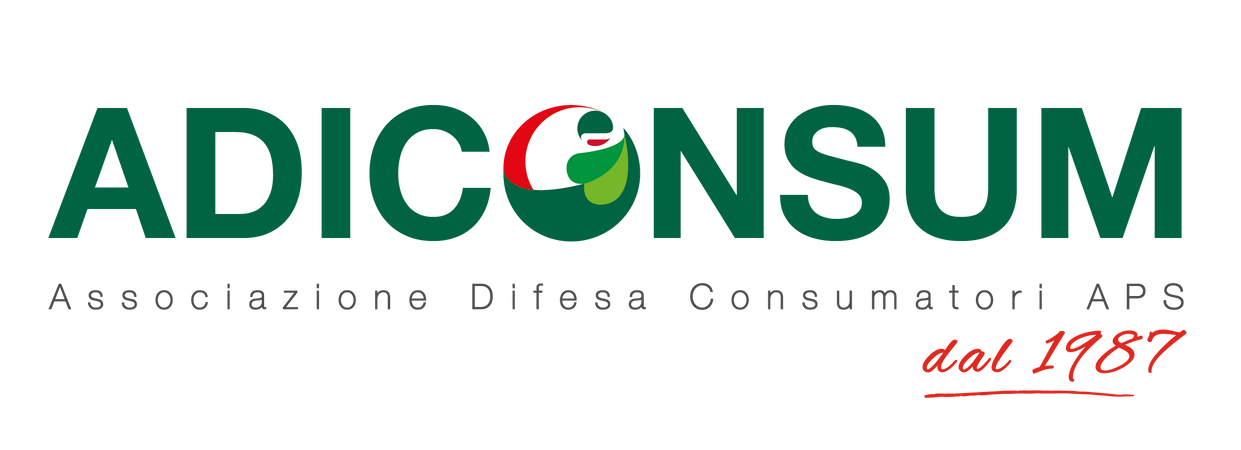 ADICONSUM
Associazione Difesa Consumatori APS
dal 1987